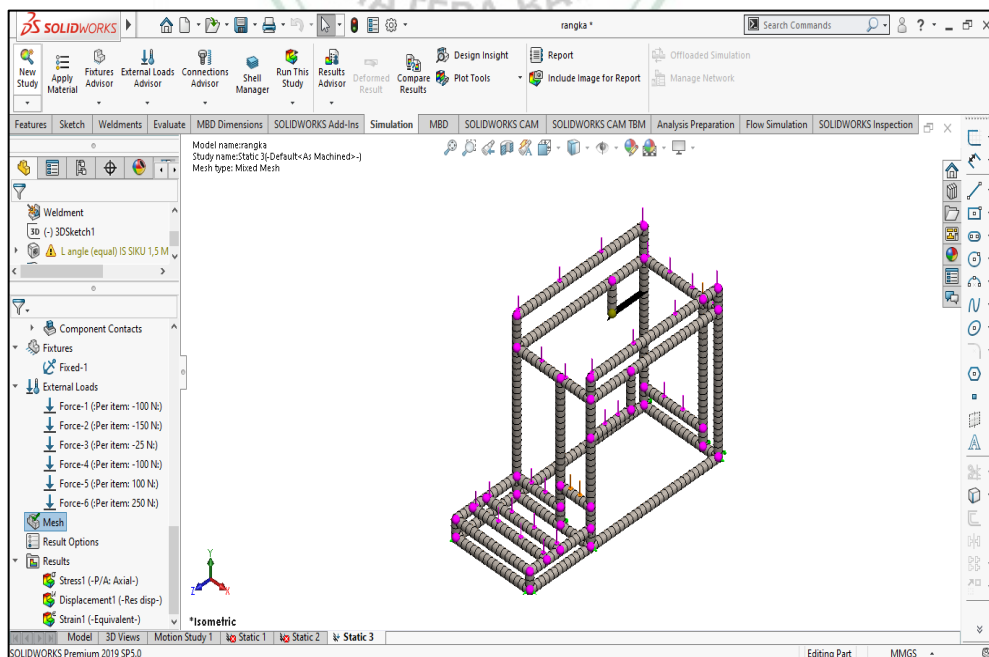 SOLIDWORKS
rangka *
Search Commands
New Study
Apply Material
Fixtures Advisor
External Loads Advisor
Connections Advisor
Shell Manager
Run This Study
Results Advisor
Deformed Result
Compare Results
Design Insight
Plot Tools
Report
Include Image for Report
Offloaded Simulation
Manage Network
Features Sketch Weldments Evaluate MBD Dimensions SOLIDWORKS Add-Ins Simulation MBD SOLIDWORKS CAM SOLIDWORKS CAM TBM Analysis Preparation Flow Simulation SOLIDWORKS Inspection
Model name:rangka
Study name:Static 3(-Default<As Machined>-)
Mesh type: Mixed Mesh
Weldment
3D (-) 3DSketch1
L angle (equal) IS SIKU 1,5 M
Component Contacts
Fixtures
Fixed-1
External Loads
Force-1 (:Per item: -100 N:)
Force-2 (:Per item: -150 N:)
Force-3 (:Per item: -25 N:)
Force-4 (:Per item: -100 N:)
Force-5 (:Per item: 100 N:)
Force-6 (:Per item: 250 N:)
Mesh
Result Options
Results
Stress1 (-P/A: Axial-)
Displacement1 (-Res disp-)
Strain1 (-Equivalent-)
Y
Z
X
*Isometric
Model 3D Views Motion Study 1 Static 1 Static 2 Static 3
SOLIDWORKS Premium 2019 SP5.0
Editing Part
MMGS